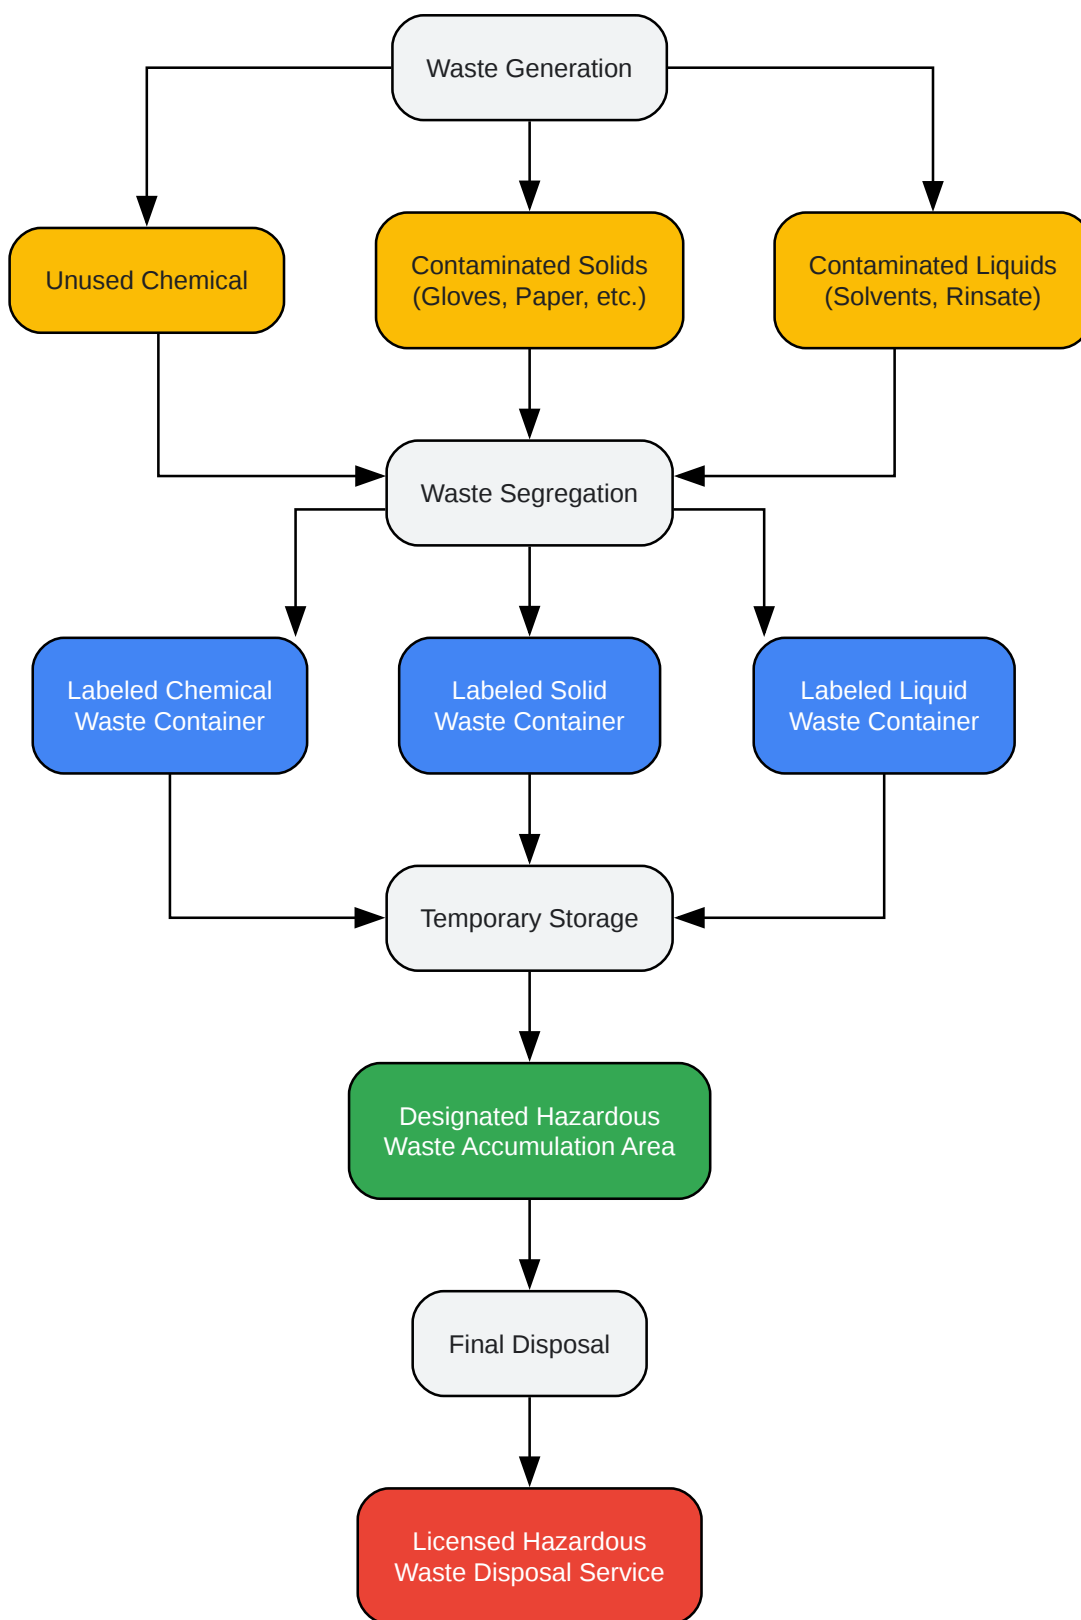 Waste Generation
Unused Chemical
Contaminated Solids
(Gloves, Paper, etc.)
Contaminated Liquids
(Solvents, Rinsate)
Waste Segregation
Labeled Chemical
Waste Container
Labeled Solid
Waste Container
Labeled Liquid
Waste Container
Temporary Storage
Designated Hazardous
Waste Accumulation Area
Final Disposal
Licensed Hazardous
Waste Disposal Service